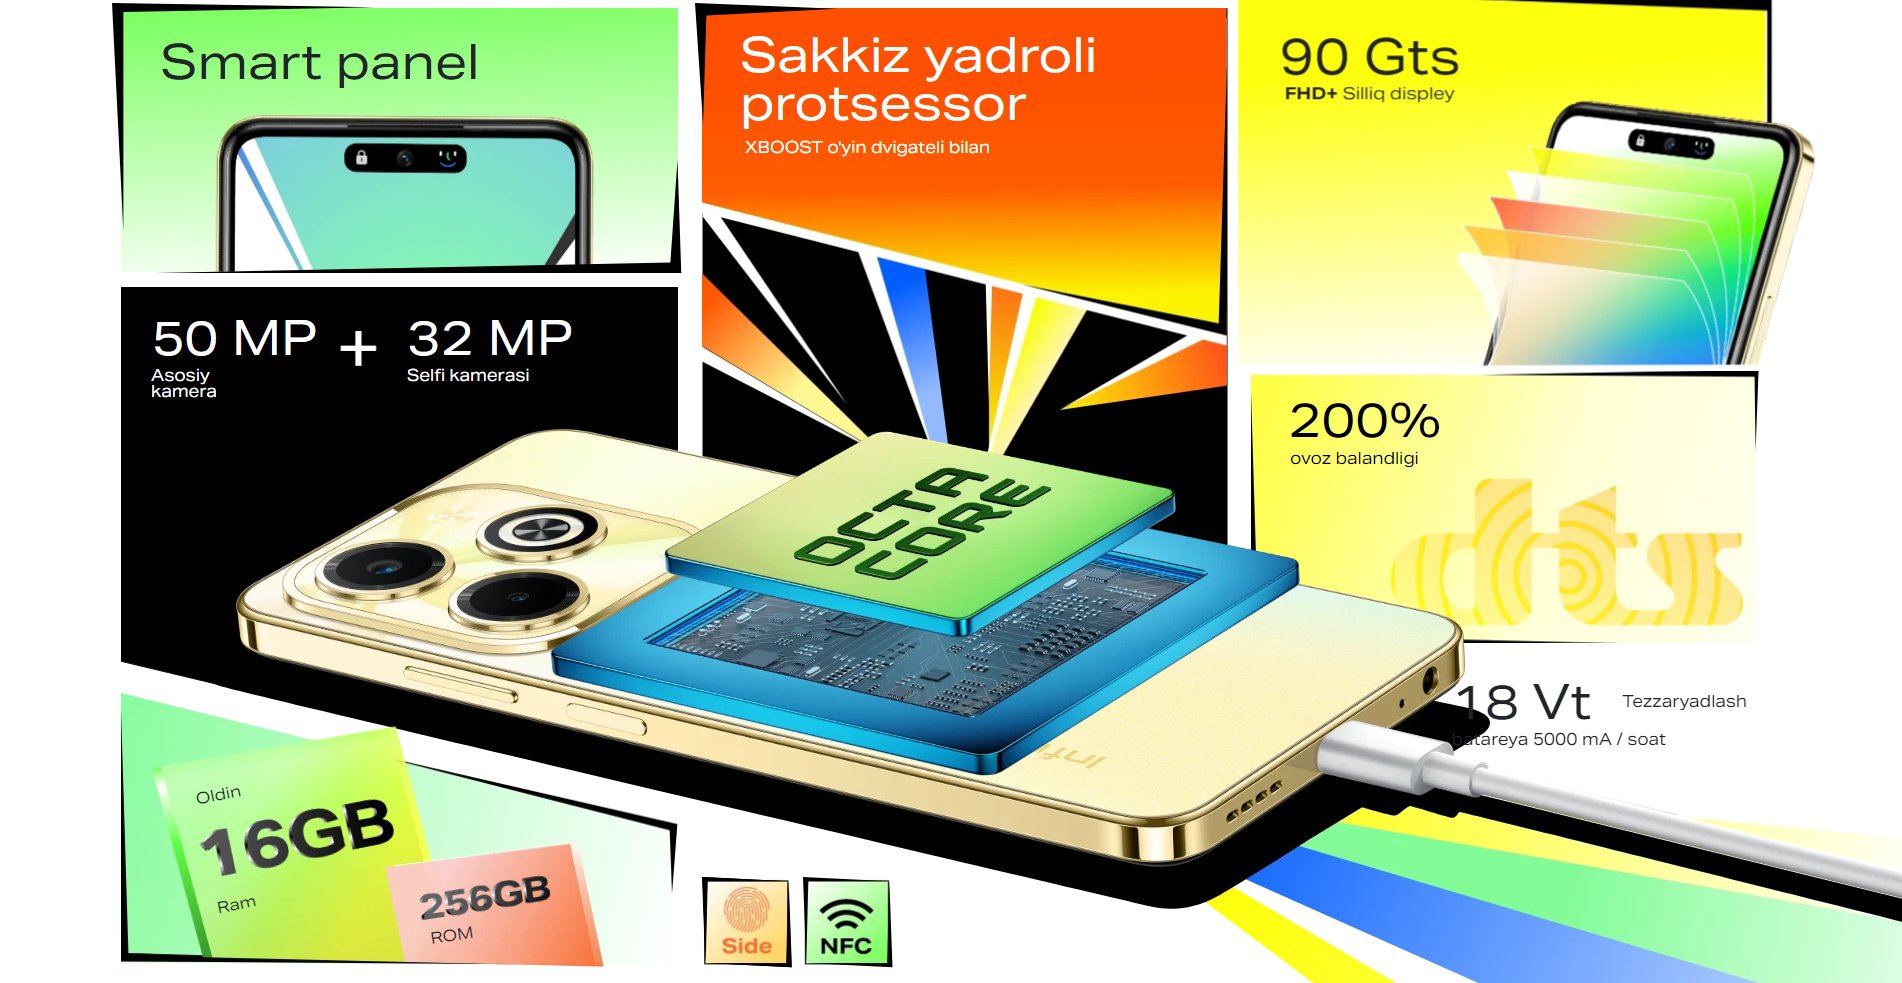 Smart panel
Sakkiz yadroli
protsessor
XBOOST o'yin dvigateli bilan
90 Gts
FHD+ Silliq display
50 MP + 32 MP
Asosiy
kamera
Selfi kamerasi
200%
ovoz balandligi
dts
OCTA
CORE
Infi
18 Vt Tezzaryadlash
batareya 5000 mA / soat
Oldin
16GB
Ram
256GB
ROM
Side
NFC